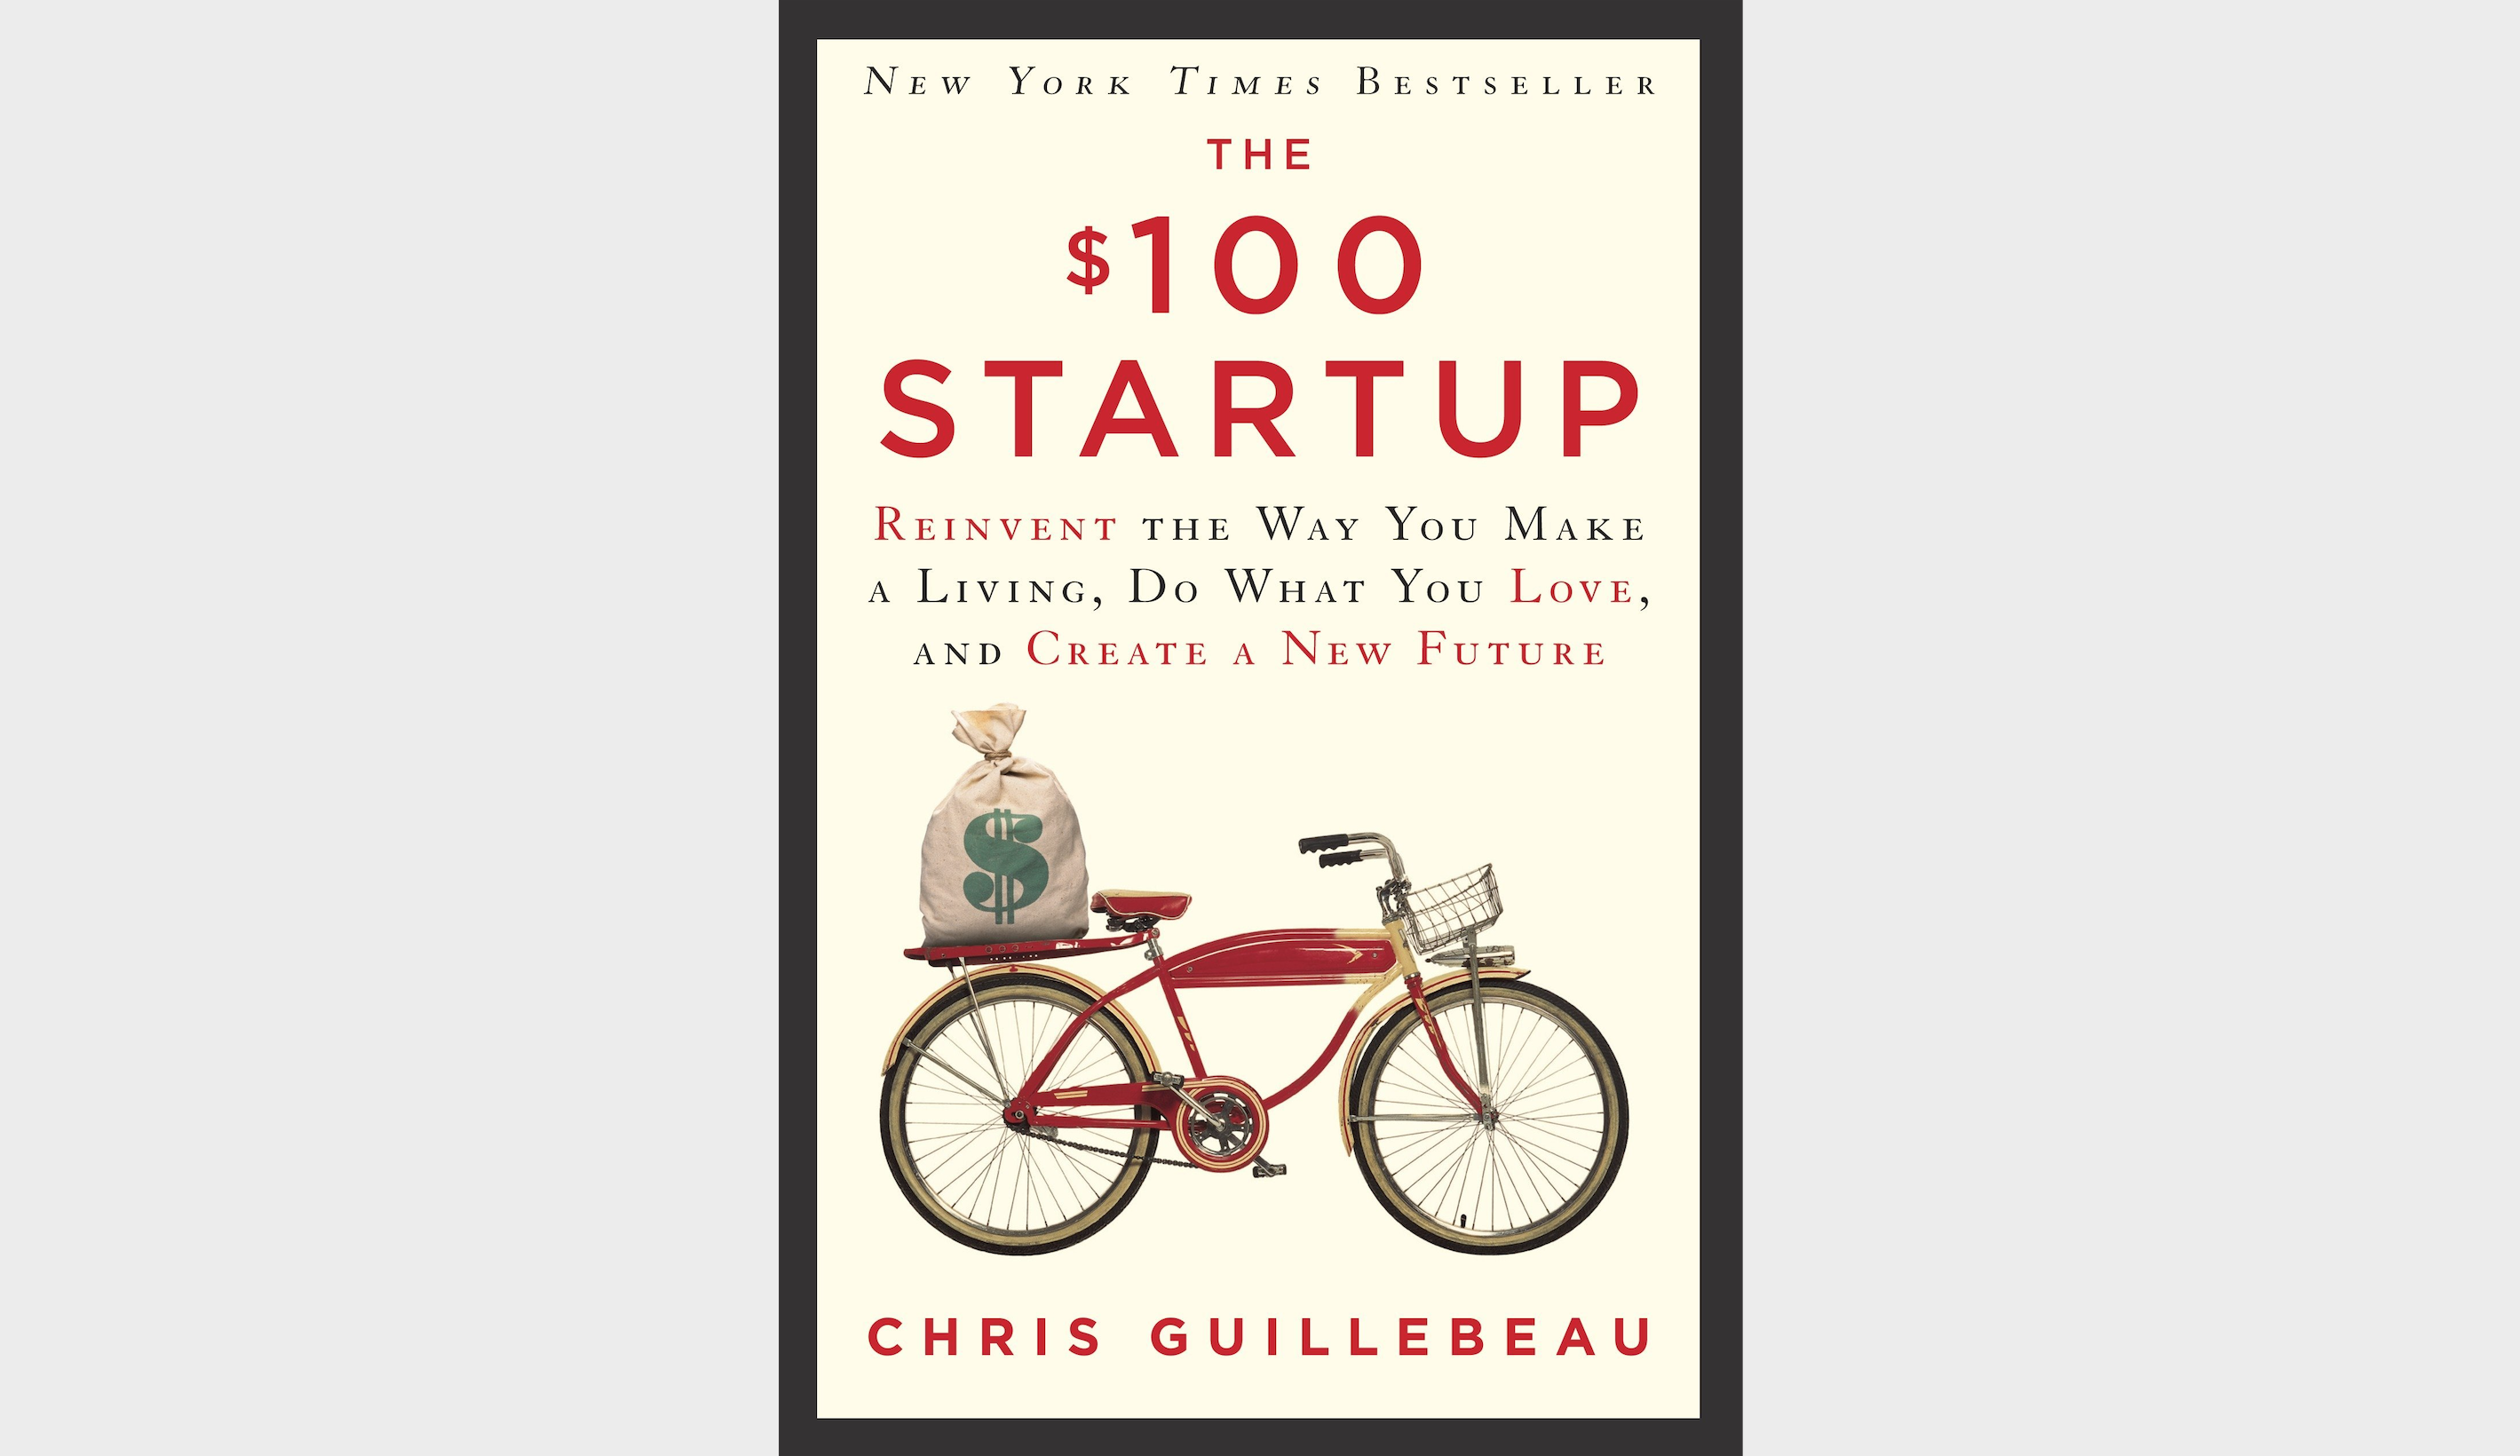 New York Times Bestseller
THE
$100
STARTUP
Reinvent the Way You Make
a Living, Do What You Love,
and Create a New Future
$
CHRIS GUILLEBEAU